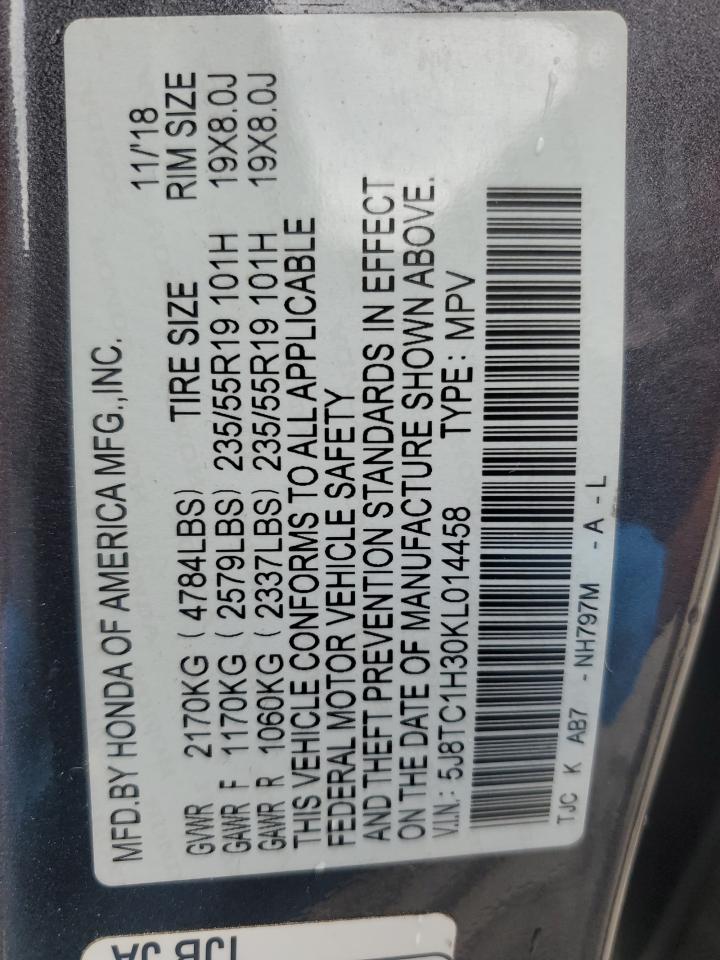 MFD.BY HONDA OF AMERICA MFG.,INC. 11/'18
GVWR 2170KG ( 4784LBS) TIRE SIZE RIM SIZE
GAWR F 1170KG ( 2579LBS) 235/55R19 101H 19X8.0J
GAWR R 1060KG ( 2337LBS) 235/55R19 101H 19X8.0J
THIS VEHICLE CONFORMS TO ALL APPLICABLE
FEDERAL MOTOR VEHICLE SAFETY
AND THEFT PREVENTION STANDARDS IN EFFECT
ON THE DATE OF MANUFACTURE SHOWN ABOVE.
V.I.N.: 5J8TC1H30KL014458 TYPE: MPV
TJC K AB7 -NH797M - A - L
TJB JA